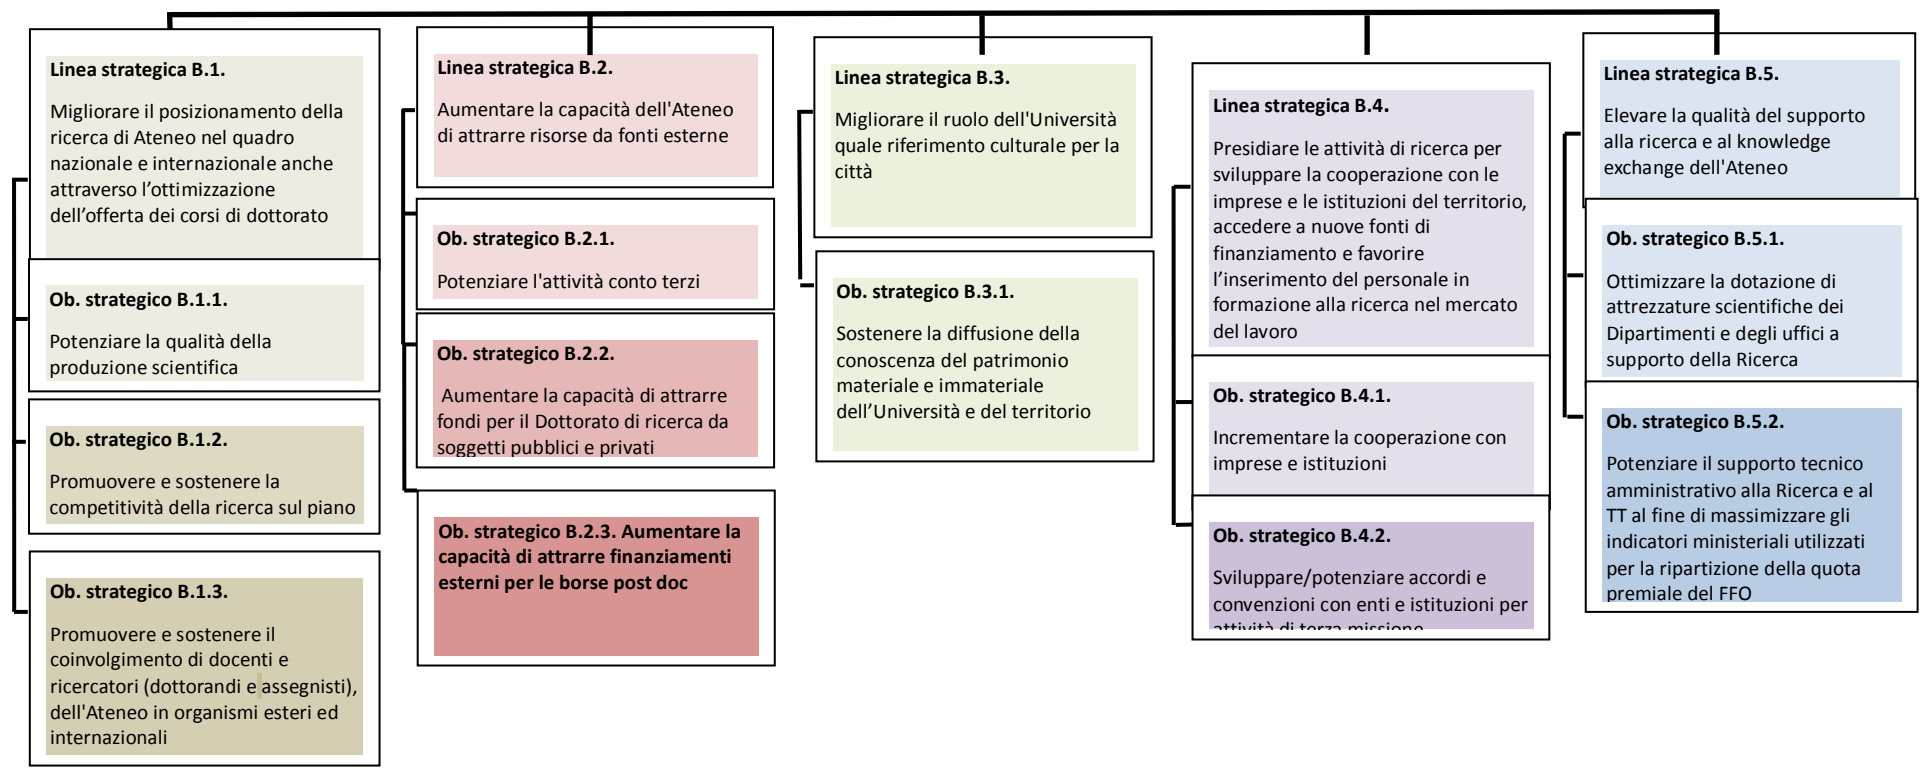 Linea strategica B.1.
Migliorare il posizionamento della
ricerca di Ateneo nel quadro
nazionale e internazionale anche
attraverso l’ottimizzazione
dell’offerta dei corsi di dottorato
Ob. strategico B.1.1.
Potenziare la qualità della
produzione scientifica
Ob. strategico B.1.2.
Promuovere e sostenere la
competitività della ricerca sul piano
Ob. strategico B.1.3.
Promuovere e sostenere il
coinvolgimento di docenti e
ricercatori (dottorandi e assegnisti),
dell'Ateneo in organismi esteri ed
internazionali
Linea strategica B.2.
Aumentare la capacità dell'Ateneo
di attrarre risorse da fonti esterne
Ob. strategico B.2.1.
Potenziare l'attività conto terzi
Ob. strategico B.2.2.
Aumentare la capacità di attrarre
fondi per il Dottorato di ricerca da
soggetti pubblici e privati
Ob. strategico B.2.3. Aumentare la
capacità di attrarre finanziamenti
esterni per le borse post doc
Linea strategica B.3.
Migliorare il ruolo dell'Università
quale riferimento culturale per la
città
Ob. strategico B.3.1.
Sostenere la diffusione della
conoscenza del patrimonio
materiale e immateriale
dell’Università e del territorio
Linea strategica B.4.
Presidiare le attività di ricerca per
sviluppare la cooperazione con le
imprese e le istituzioni del territorio,
accedere a nuove fonti di
finanziamento e favorire
l’inserimento del personale in
formazione alla ricerca nel mercato
del lavoro
Ob. strategico B.4.1.
Incrementare la cooperazione con
imprese e istituzioni
Ob. strategico B.4.2.
Sviluppare/potenziare accordi e
convenzioni con enti e istituzioni per
attività di terza missione
Linea strategica B.5.
Elevare la qualità del supporto
alla ricerca e al knowledge
exchange dell'Ateneo
Ob. strategico B.5.1.
Ottimizzare la dotazione di
attrezzature scientifiche dei
Dipartimenti e degli uffici a
supporto della Ricerca
Ob. strategico B.5.2.
Potenziare il supporto tecnico
amministrativo alla Ricerca e al
TT al fine di massimizzare gli
indicatori ministeriali utilizzati
per la ripartizione della quota
premiale del FFO